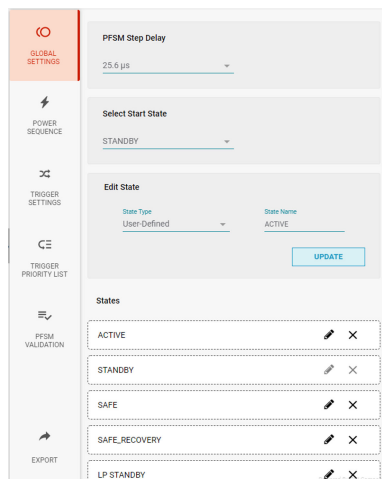 GLOBAL
SETTINGS
POWER
SEQUENCE
TRIGGER
SETTINGS
TRIGGER
PRIORITY LIST
PFSM
VALIDATION
EXPORT
PFSM Step Delay
25.6 µs
Select Start State
STANDBY
Edit State
State Type
State Name
User-Defined
ACTIVE
UPDATE
States
ACTIVE
STANDBY
SAFE
SAFE_RECOVERY
LP STANDBY